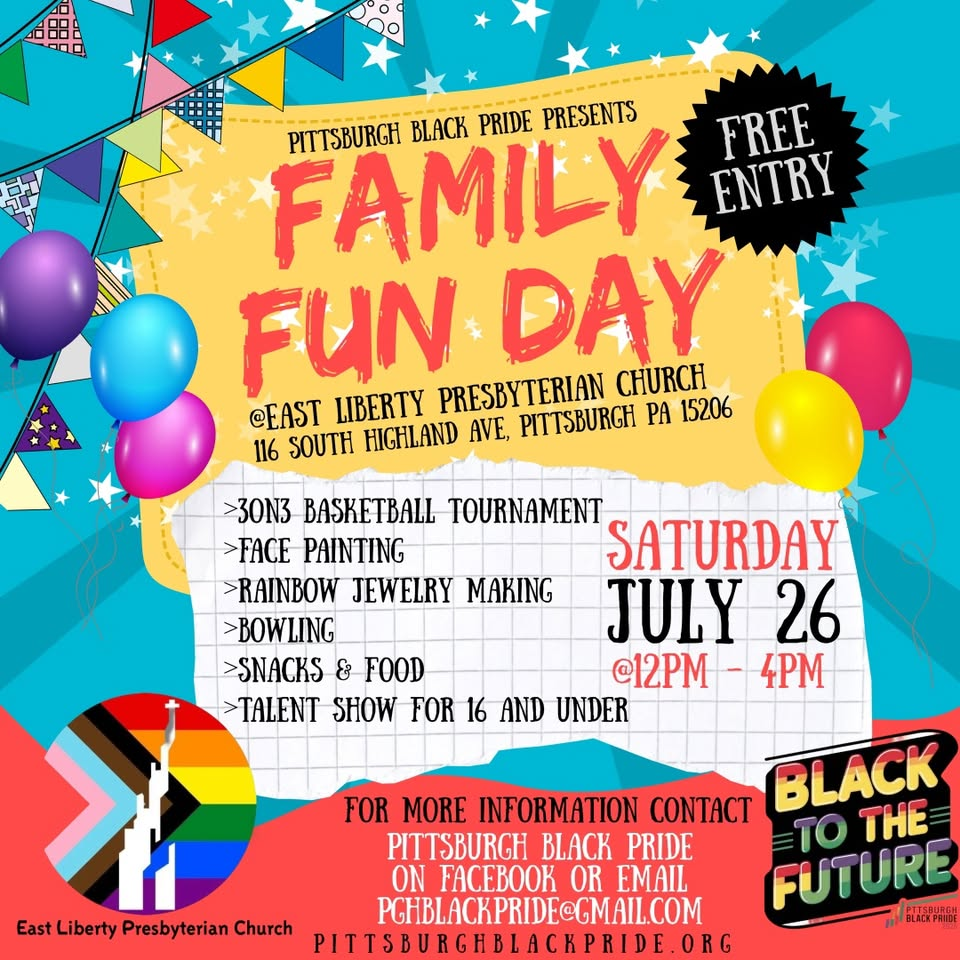 PITTSBURGH BLACK PRIDE PRESENTS
FAMILY
FUN DAY
FREE
ENTRY
@EAST LIBERTY PRESBYTERIAN CHURCH
116 SOUTH HIGHLAND AVE, PITTSBURGH PA 15206
>3ON3 BASKETBALL TOURNAMENT
>FACE PAINTING
>RAINBOW JEWELRY MAKING
>BOWLING
>SNACKS & FOOD
>TALENT SHOW FOR 16 AND UNDER
SATURDAY
JULY 26
@12PM - 4PM
FOR MORE INFORMATION CONTACT
PITTSBURGH BLACK PRIDE
ON FACEBOOK OR EMAIL
PGHBLACKPRIDE@GMAIL.COM
PITTSBURGHBLACKPRIDE.ORG
East Liberty Presbyterian Church
BLACK
TO THE
FUTURE
PITTSBURGH
BLACK PRIDE